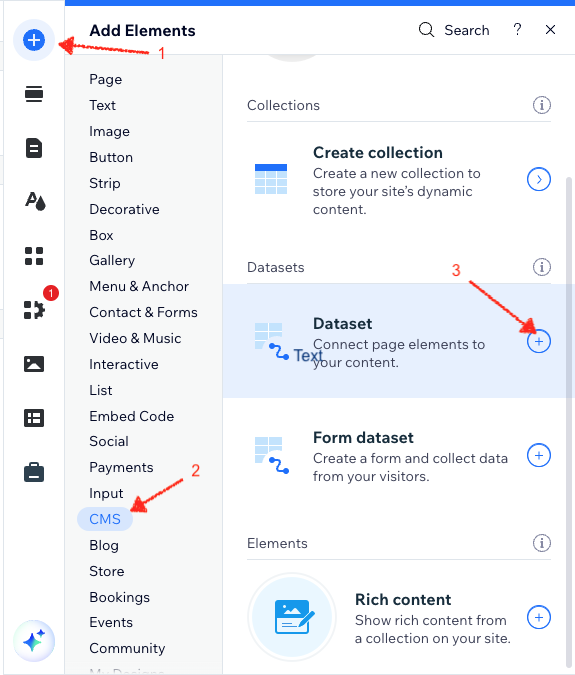 Add Elements
Search
?
1
Page
Text
Image
Button
Strip
Decorative
Box
Gallery
Menu & Anchor
Contact & Forms
Video & Music
Interactive
List
Embed Code
Social
Payments
Input
CMS
Blog
Store
Bookings
Events
Community
My Designs
1
2
Collections
i
Create collection
Create a new collection to
store your site's dynamic
content.
Datasets
i
3
Dataset
Connect page elements to
your content.
Text
Form dataset
Create a form and collect data
from your visitors.
Elements
i
Rich content
Show rich content from
a collection on your site.